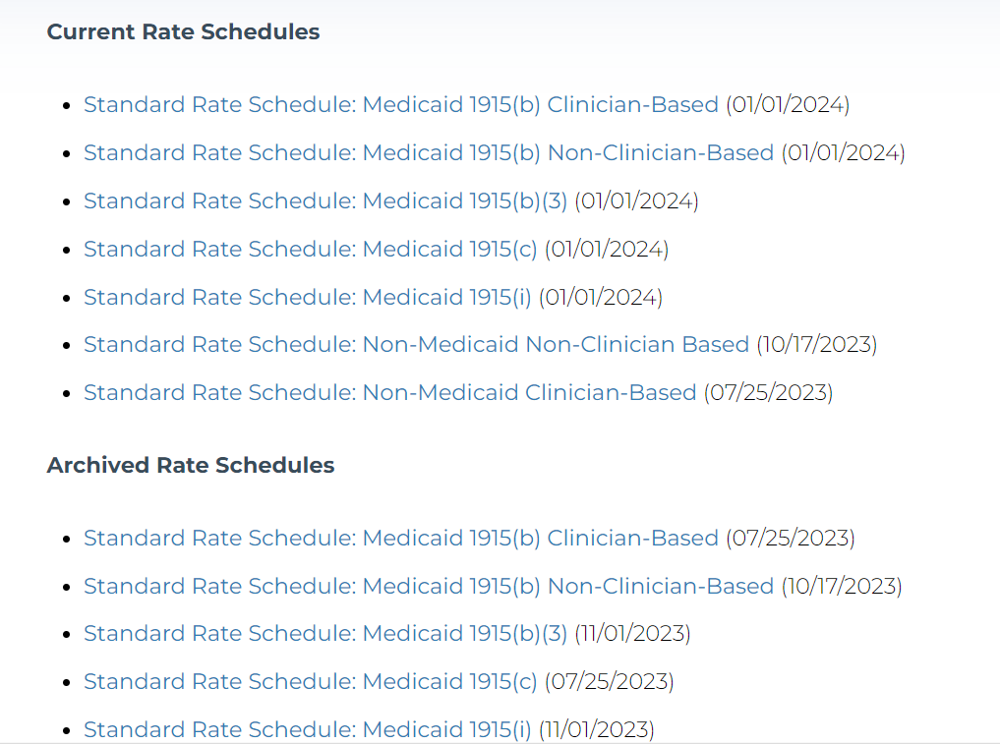 Current Rate Schedules
Standard Rate Schedule: Medicaid 1915(b) Clinician-Based (01/01/2024)
Standard Rate Schedule: Medicaid 1915(b) Non-Clinician-Based (01/01/2024)
Standard Rate Schedule: Medicaid 1915(b)(3) (01/01/2024)
Standard Rate Schedule: Medicaid 1915(c) (01/01/2024)
Standard Rate Schedule: Medicaid 1915(i) (01/01/2024)
Standard Rate Schedule: Non-Medicaid Non-Clinician Based (10/17/2023)
Standard Rate Schedule: Non-Medicaid Clinician-Based (07/25/2023)
Archived Rate Schedules
Standard Rate Schedule: Medicaid 1915(b) Clinician-Based (07/25/2023)
Standard Rate Schedule: Medicaid 1915(b) Non-Clinician-Based (10/17/2023)
Standard Rate Schedule: Medicaid 1915(b)(3) (11/01/2023)
Standard Rate Schedule: Medicaid 1915(c) (07/25/2023)
Standard Rate Schedule: Medicaid 1915(i) (11/01/2023)